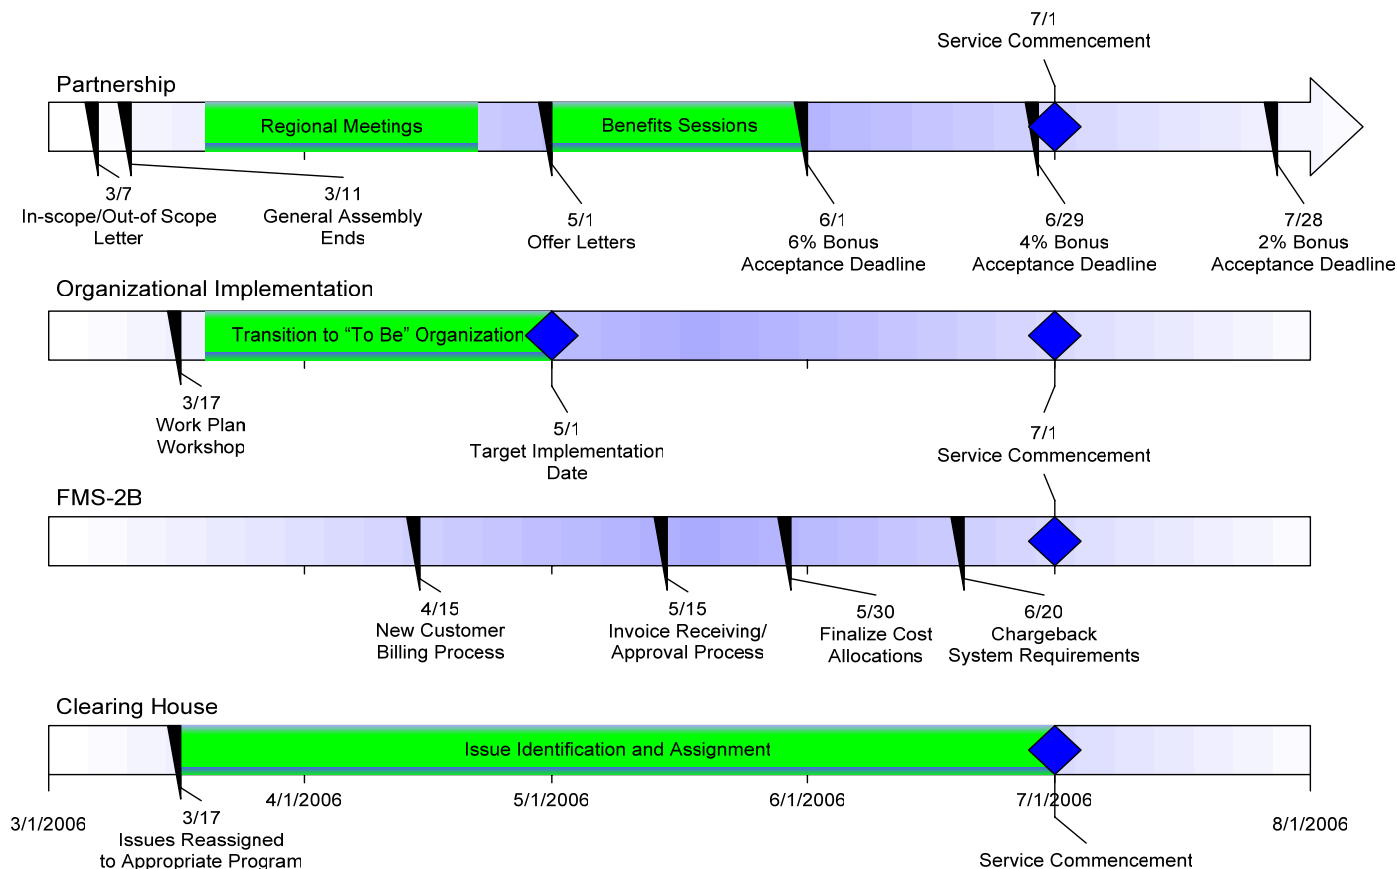 7/1
Service Commencement
Partnership
Regional Meetings
Benefits Sessions
3/7
In-scope/Out-of Scope
Letter
3/11
General Assembly
Ends
5/1
Offer Letters
6/1
6% Bonus
Acceptance Deadline
6/29
4% Bonus
Acceptance Deadline
7/28
2% Bonus
Acceptance Deadline
Organizational Implementation
Transition to “To Be” Organization
3/17
Work Plan
Workshop
5/1
Target Implementation
Date
7/1
Service Commencement
FMS-2B
4/15
New Customer
Billing Process
5/15
Invoice Receiving/
Approval Process
5/30
Finalize Cost
Allocations
6/20
Chargeback
System Requirements
Clearing House
Issue Identification and Assignment
3/1/2006
4/1/2006
5/1/2006
6/1/2006
7/1/2006
8/1/2006
3/17
Issues Reassigned
to Appropriate Program
Service Commencement